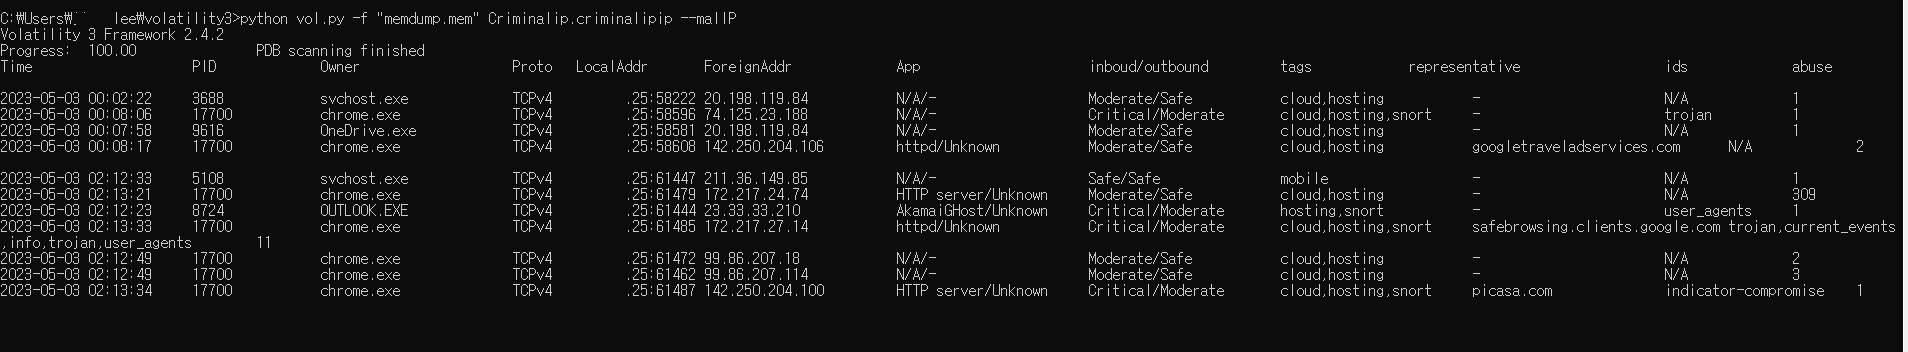 C:₩Users₩j lee₩volatility3>python vol.py -f "memdump.mem" Criminalip.criminalipip --malIP
Volatility 3 Framework 2.4.2
Progress: 100.00 PDB scanning finished
Time PID Owner Proto LocalAddr ForeignAddr App inboud/outbound tags representative ids abuse
2023-05-03 00:02:22 3688 svchost.exe TCPv4 .25:58222 20.198.119.84 N/A/- Moderate/Safe cloud,hosting - N/A 1
2023-05-03 00:08:06 17700 chrome.exe TCPv4 .25:58596 74.125.23.188 N/A/- Critical/Moderate cloud,hosting,snort - trojan 1
2023-05-03 00:07:58 9616 OneDrive.exe TCPv4 .25:58581 20.198.119.84 N/A/- Moderate/Safe cloud,hosting - N/A 1
2023-05-03 00:08:17 17700 chrome.exe TCPv4 .25:58608 142.250.204.106 httpd/Unknown Moderate/Safe cloud,hosting googletraveladservices.com N/A 2
2023-05-03 02:12:33 5108 svchost.exe TCPv4 .25:61447 211.36.149.85 N/A/- Safe/Safe mobile - N/A 1
2023-05-03 02:13:21 17700 chrome.exe TCPv4 .25:61479 172.217.24.74 HTTP server/Unknown Moderate/Safe cloud,hosting - N/A 309
2023-05-03 02:12:23 8724 OUTLOOK.EXE TCPv4 .25:61444 23.33.33.210 AkamaiGHost/Unknown Critical/Moderate hosting,snort - user_agents 1
2023-05-03 02:13:33 17700 chrome.exe TCPv4 .25:61485 172.217.27.14 httpd/Unknown Critical/Moderate cloud,hosting,snort safebrowsing.clients.google.com trojan,current_events
,info,trojan,user_agents 11
2023-05-03 02:12:49 17700 chrome.exe TCPv4 .25:61472 99.86.207.18 N/A/- Moderate/Safe cloud,hosting - N/A 2
2023-05-03 02:12:49 17700 chrome.exe TCPv4 .25:61462 99.86.207.114 N/A/- Moderate/Safe cloud,hosting - N/A 3
2023-05-03 02:13:34 17700 chrome.exe TCPv4 .25:61487 142.250.204.100 HTTP server/Unknown Critical/Moderate cloud,hosting,snort picasa.com indicator-compromise 1